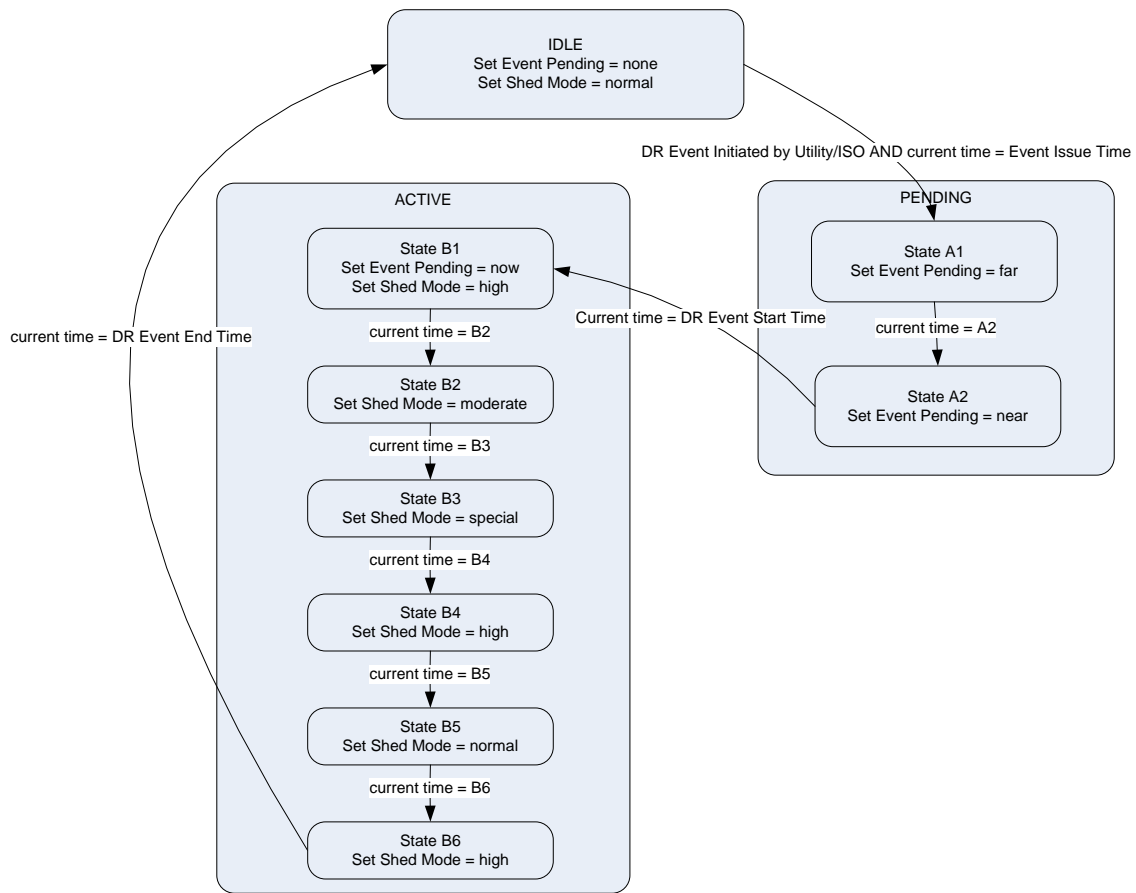 IDLE
Set Event Pending = none
Set Shed Mode = normal
DR Event Initiated by Utility/ISO AND current time = Event Issue Time
PENDING
State A1
Set Event Pending = far
current time = A2
State A2
Set Event Pending = near
Current time = DR Event Start Time
ACTIVE
State B1
Set Event Pending = now
Set Shed Mode = high
current time = B2
State B2
Set Shed Mode = moderate
current time = B3
State B3
Set Shed Mode = special
current time = B4
State B4
Set Shed Mode = high
current time = B5
State B5
Set Shed Mode = normal
current time = B6
State B6
Set Shed Mode = high
current time = DR Event End Time